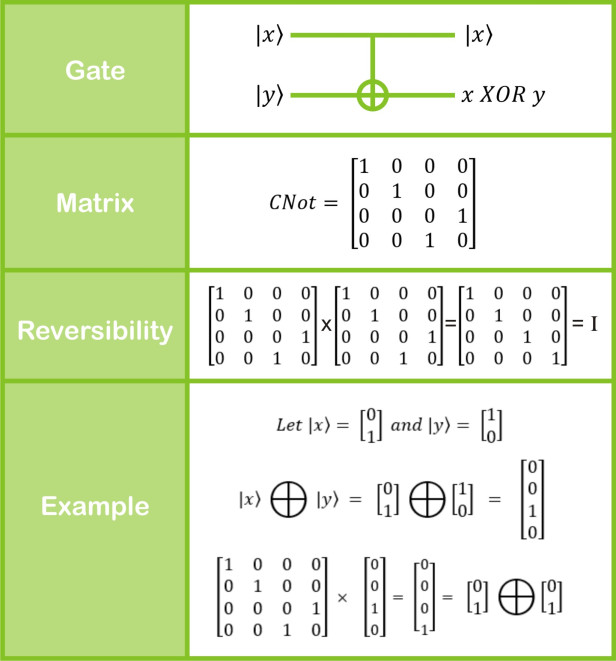 Gate
|x⟩ |x⟩
|y⟩ x XOR y
Matrix
CNot = [1 0 0 0
0 1 0 0
0 0 0 1
0 0 1 0]
Reversibility
[1 0 0 0 [1 0 0 0 [1 0 0 0
0 1 0 0 0 1 0 0 0 1 0 0
0 0 0 1 0 0 0 1 0 0 1 0
0 0 1 0] x 0 0 1 0] = 0 0 0 1] = I
Example
Let |x⟩ = [0 1] and |y⟩ = [1 0]
|x⟩ ⊕ |y⟩ = [0 1] ⊕ [1 0] = [0 0 1 0]
[1 0 0 0
0 1 0 0
0 0 0 1
0 0 1 0] × [0 0 1 0] = [0 0 0 1] = [0 1] ⊕ [0 1]